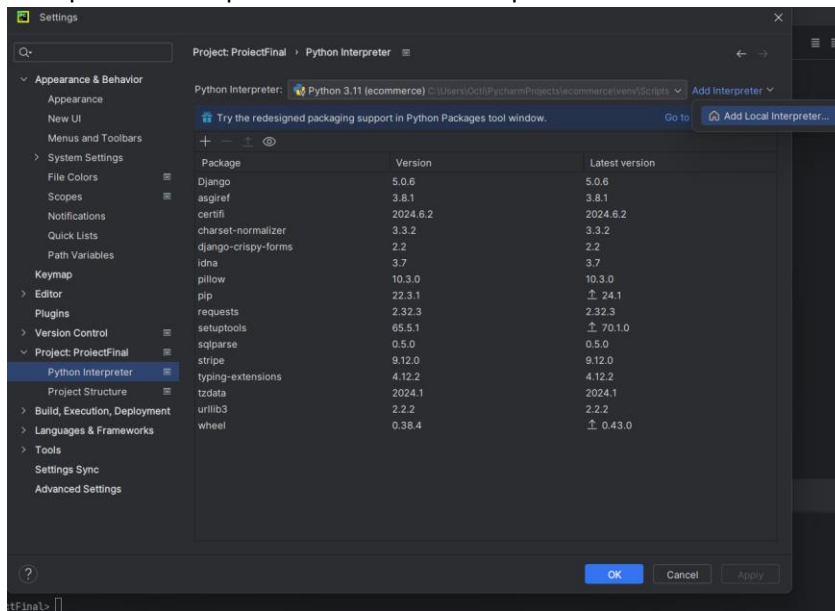 Settings
Project: ProiectFinal › Python Interpreter
Appearance & Behavior
Appearance
New UI
Menus and Toolbars
System Settings
File Colors
Scopes
Notifications
Quick Lists
Path Variables
Keymap
Editor
Plugins
Version Control
Project: ProiectFinal
Python Interpreter
Project Structure
Build, Execution, Deployment
Languages & Frameworks
Tools
Settings Sync
Advanced Settings
Python Interpreter: Python 3.11 (ecommerce) C:\Users\Octi\PycharmProjects\ecommerce\venv\Scripts Add Interpreter
Try the redesigned packaging support in Python Packages tool window. Go to
Add Local Interpreter...
Package Version Latest version
Django 5.0.6 5.0.6
asgiref 3.8.1 3.8.1
certifi 2024.6.2 2024.6.2
charset-normalizer 3.3.2 3.3.2
django-crispy-forms 2.2 2.2
idna 3.7 3.7
pillow 10.3.0 10.3.0
pip 22.3.1 24.1
requests 2.32.3 2.32.3
setuptools 65.5.1 70.1.0
sqlparse 0.5.0 0.5.0
stripe 9.12.0 9.12.0
typing-extensions 4.12.2 4.12.2
tzdata 2024.1 2024.1
urllib3 2.2.2 2.2.2
wheel 0.38.4 0.43.0
? OK Cancel Apply
ctFinal>